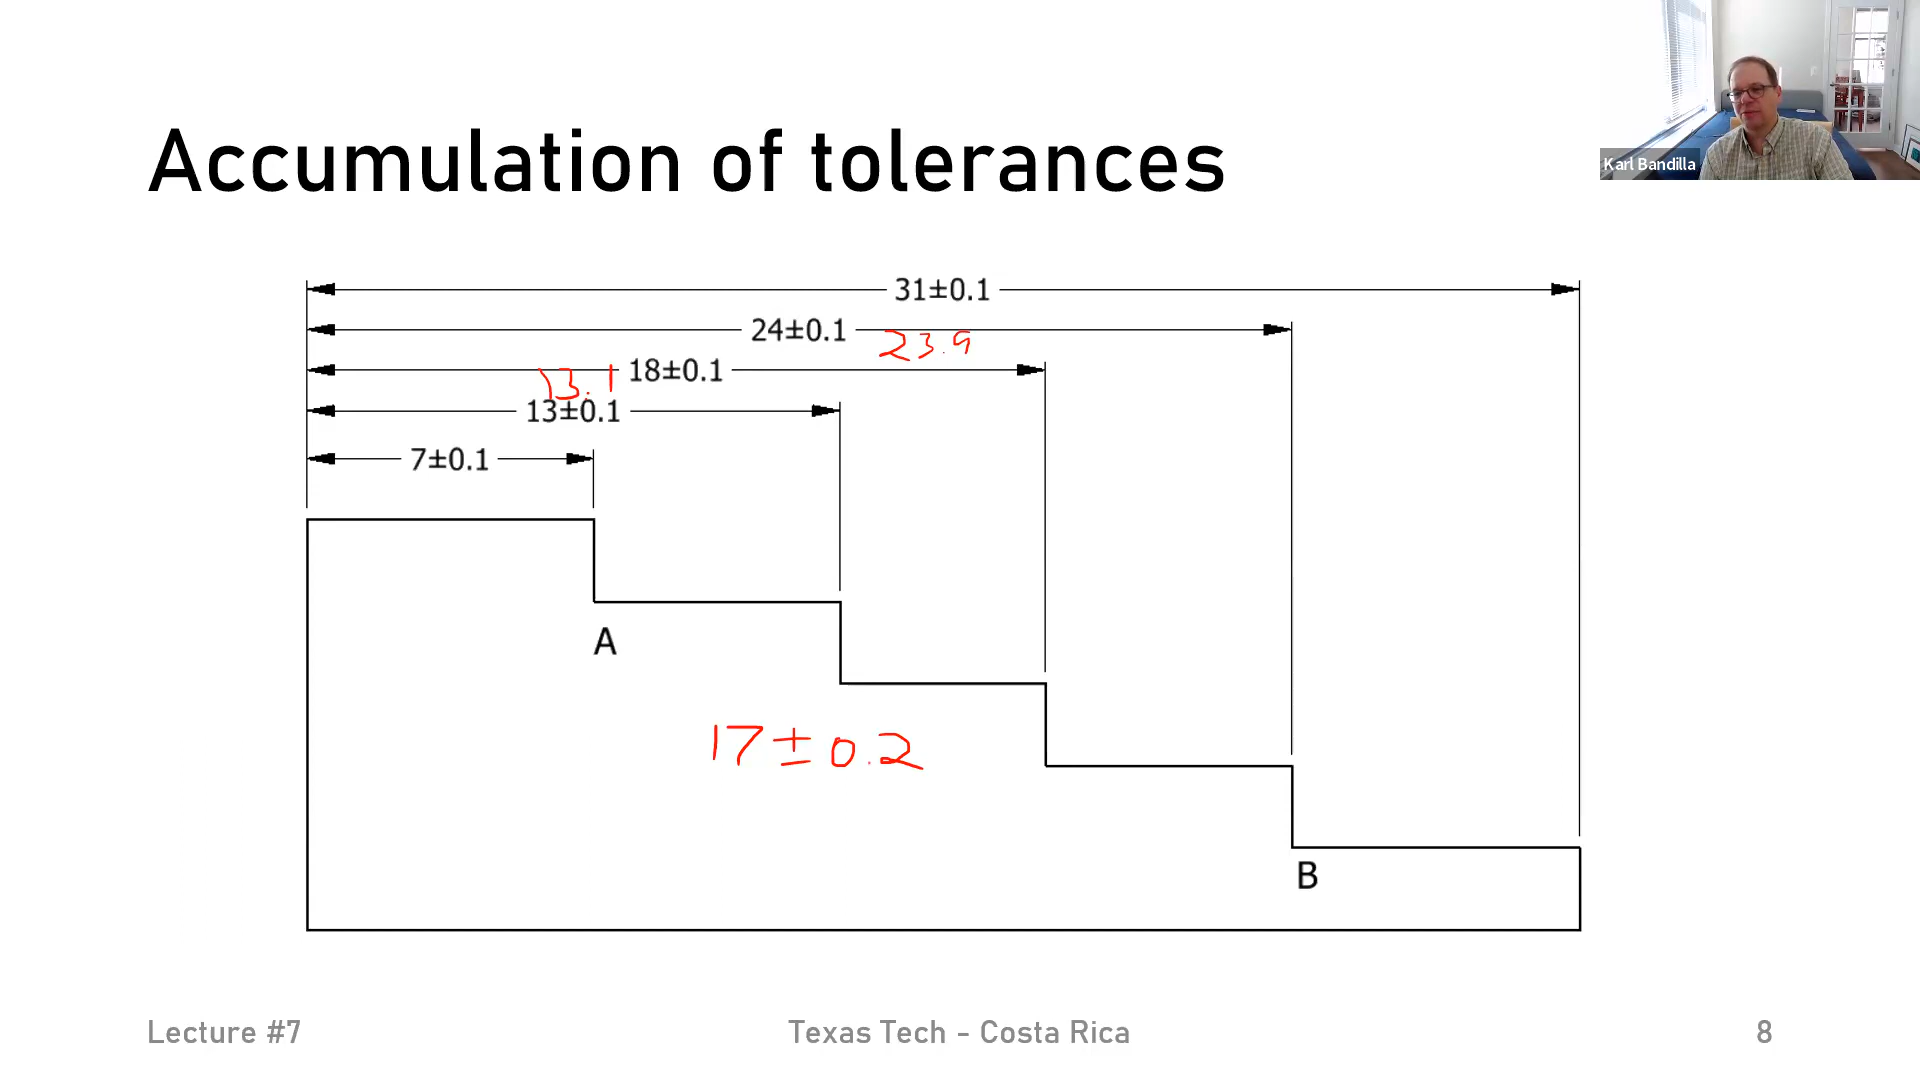 Karl Bandilla
Accumulation of tolerances
31±0.1
24±0.1
23.9
18±0.1
13.1
13±0.1
7±0.1
A
17±0.2
B
Lecture #7
Texas Tech - Costa Rica
8